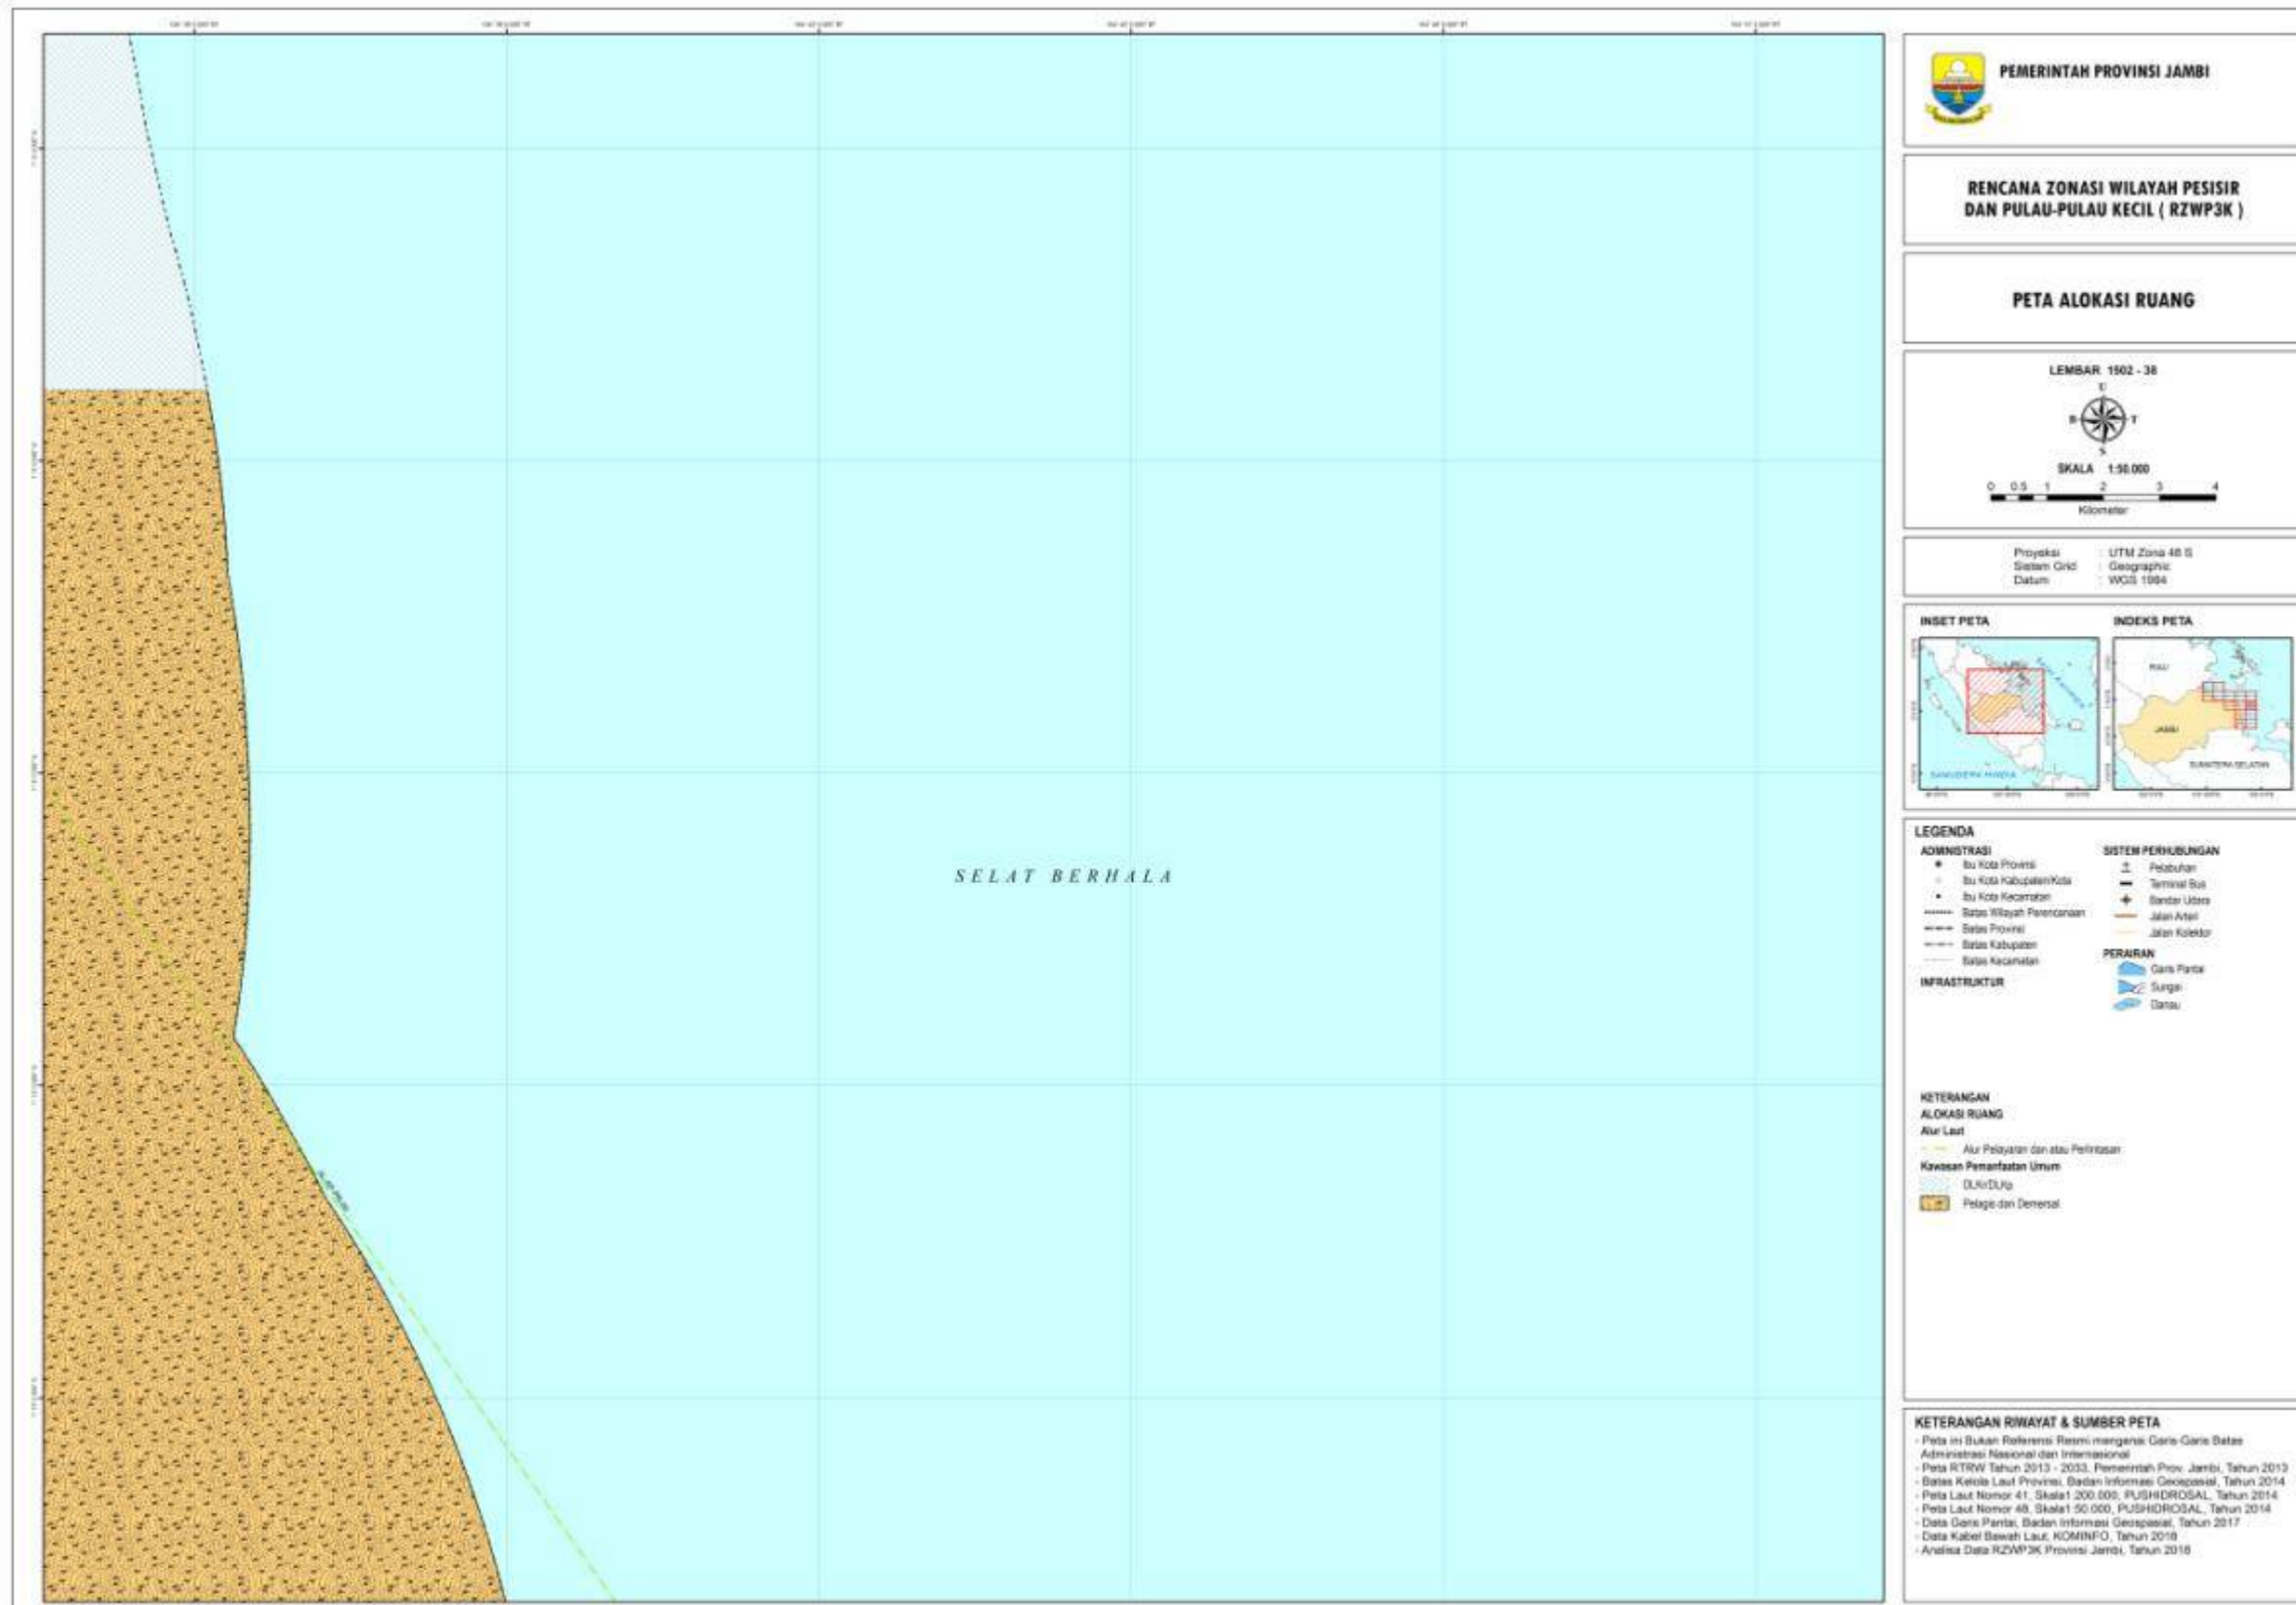 PEMERINTAH PROVINSI JAMBI
RENCANA ZONASI WILAYAH PESISIR
DAN PULAU-PULAU KECIL ( RZWP3K )
PETA ALOKASI RUANG
LEMBAR 1502 - 38
U
B
T
S
SKALA 1:50.000
0 0.5 1 2 3 4
Kilometer
Proyeksi : UTM Zona 48 S
Sistem Grid : Geographic
Datum : WGS 1984
INSET PETA
INDEKS PETA
SAMUDERA HINDIA
RIAU
JAMBI
SUMATERA SELATAN
SELAT BERHALA
LEGENDA
ADMINISTRASI
Ibu Kota Provinsi
Ibu Kota Kabupaten/Kota
Ibu Kota Kecamatan
Batas Wilayah Perencanaan
Batas Provinsi
Batas Kabupaten
Batas Kecamatan
INFRASTRUKTUR
SISTEM PERHUBUNGAN
Pelabuhan
Terminal Bus
Bandar Udara
Jalan Arteri
Jalan Kolektor
PERAIRAN
Garis Pantai
Sungai
Danau
KETERANGAN
ALOKASI RUANG
Alur Laut
Alur Pelayaran dan atau Perlintasan
Kawasan Pemanfaatan Umum
DLKr/DLKp
Pelagis dan Demersal
KETERANGAN RIWAYAT & SUMBER PETA
- Peta ini Bukan Referensi Resmi mengenai Garis-Garis Batas
Administrasi Nasional dan Internasional
- Peta RTRW Tahun 2013 - 2033, Pemerintah Prov. Jambi, Tahun 2013
- Batas Kelola Laut Provinsi, Badan Informasi Geospasial, Tahun 2014
- Peta Laut Nomor 41, Skala1:200.000, PUSHIDROSAL, Tahun 2014
- Peta Laut Nomor 48, Skala1:50.000, PUSHIDROSAL, Tahun 2014
- Data Garis Pantai, Badan Informasi Geospasial, Tahun 2017
- Data Kabel Bawah Laut, KOMINFO, Tahun 2018
- Analisa Data RZWP3K Provinsi Jambi, Tahun 2018